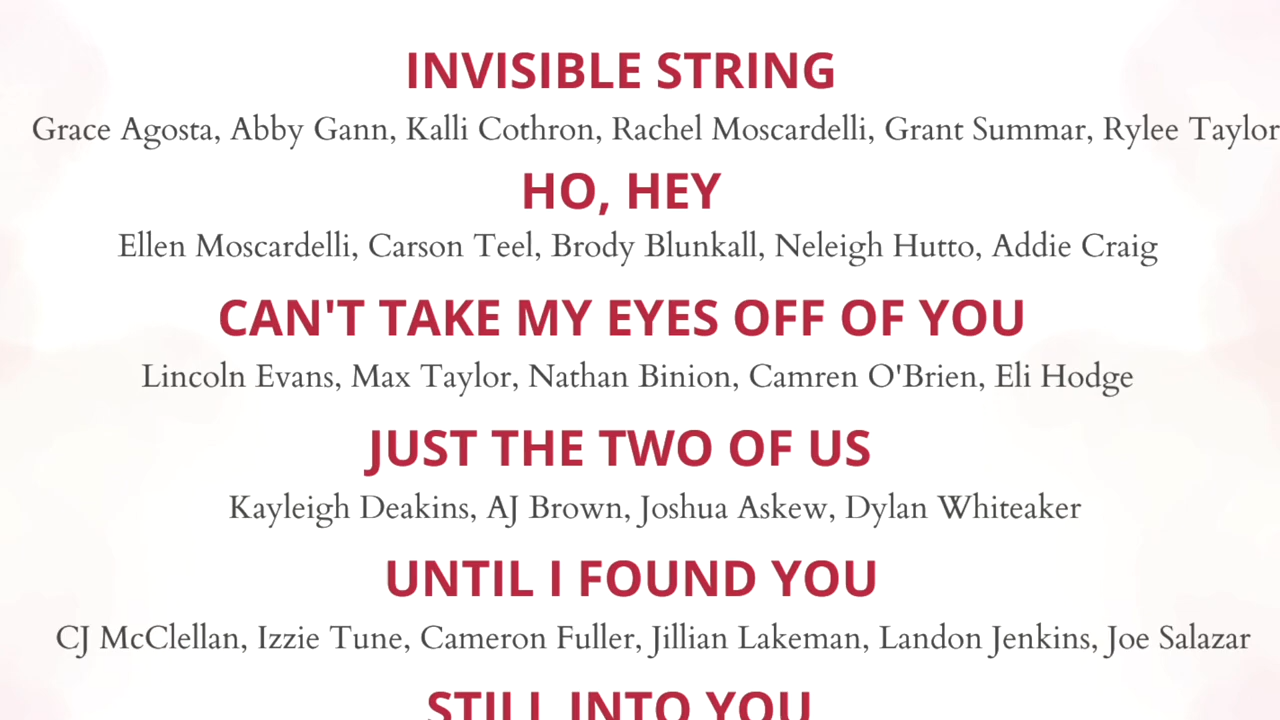 INVISIBLE STRING
Grace Agosta, Abby Gann, Kalli Cothron, Rachel Moscardelli, Grant Summar, Rylee Taylor
HO, HEY
Ellen Moscardelli, Carson Teel, Brody Blunkall, Neleigh Hutto, Addie Craig
CAN'T TAKE MY EYES OFF OF YOU
Lincoln Evans, Max Taylor, Nathan Binion, Camren O'Brien, Eli Hodge
JUST THE TWO OF US
Kayleigh Deakins, AJ Brown, Joshua Askew, Dylan Whiteaker
UNTIL I FOUND YOU
CJ McClellan, Izzie Tune, Cameron Fuller, Jillian Lakeman, Landon Jenkins, Joe Salazar
STILL INTO YOU